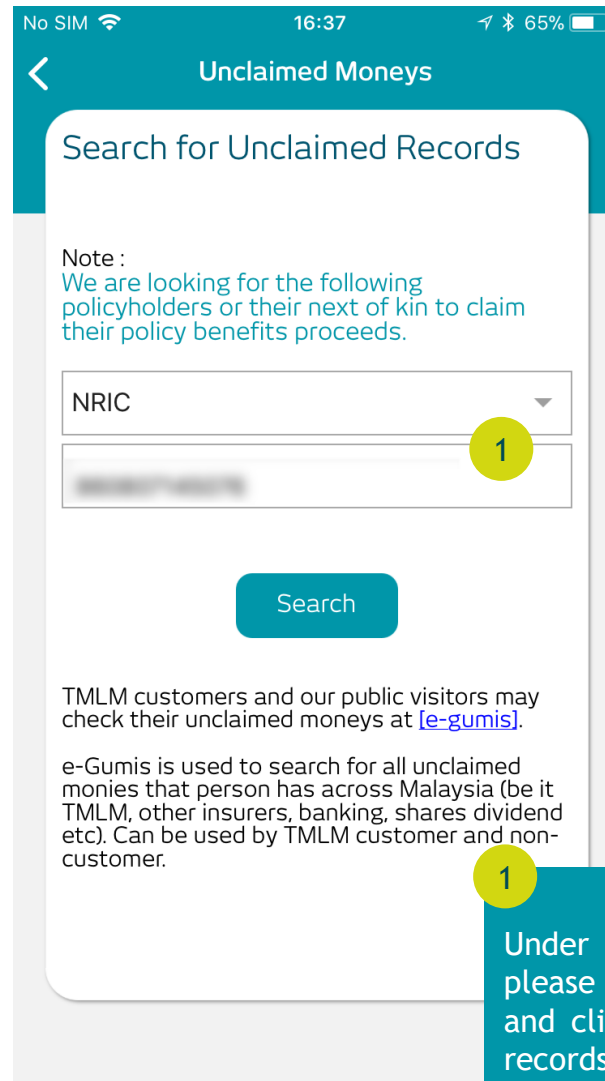 No SIM 16:37 65%
Unclaimed Moneys
Search for Unclaimed Records
Note :
We are looking for the following
policyholders or their next of kin to claim
their policy benefits proceeds.
NRIC
1
Search
TMLM customers and our public visitors may
check their unclaimed moneys at [e-gumis].
e-Gumis is used to search for all unclaimed
monies that person has across Malaysia (be it
TMLM, other insurers, banking, shares dividend
etc). Can be used by TMLM customer and non-
customer.
1
Under
please
and cli
records